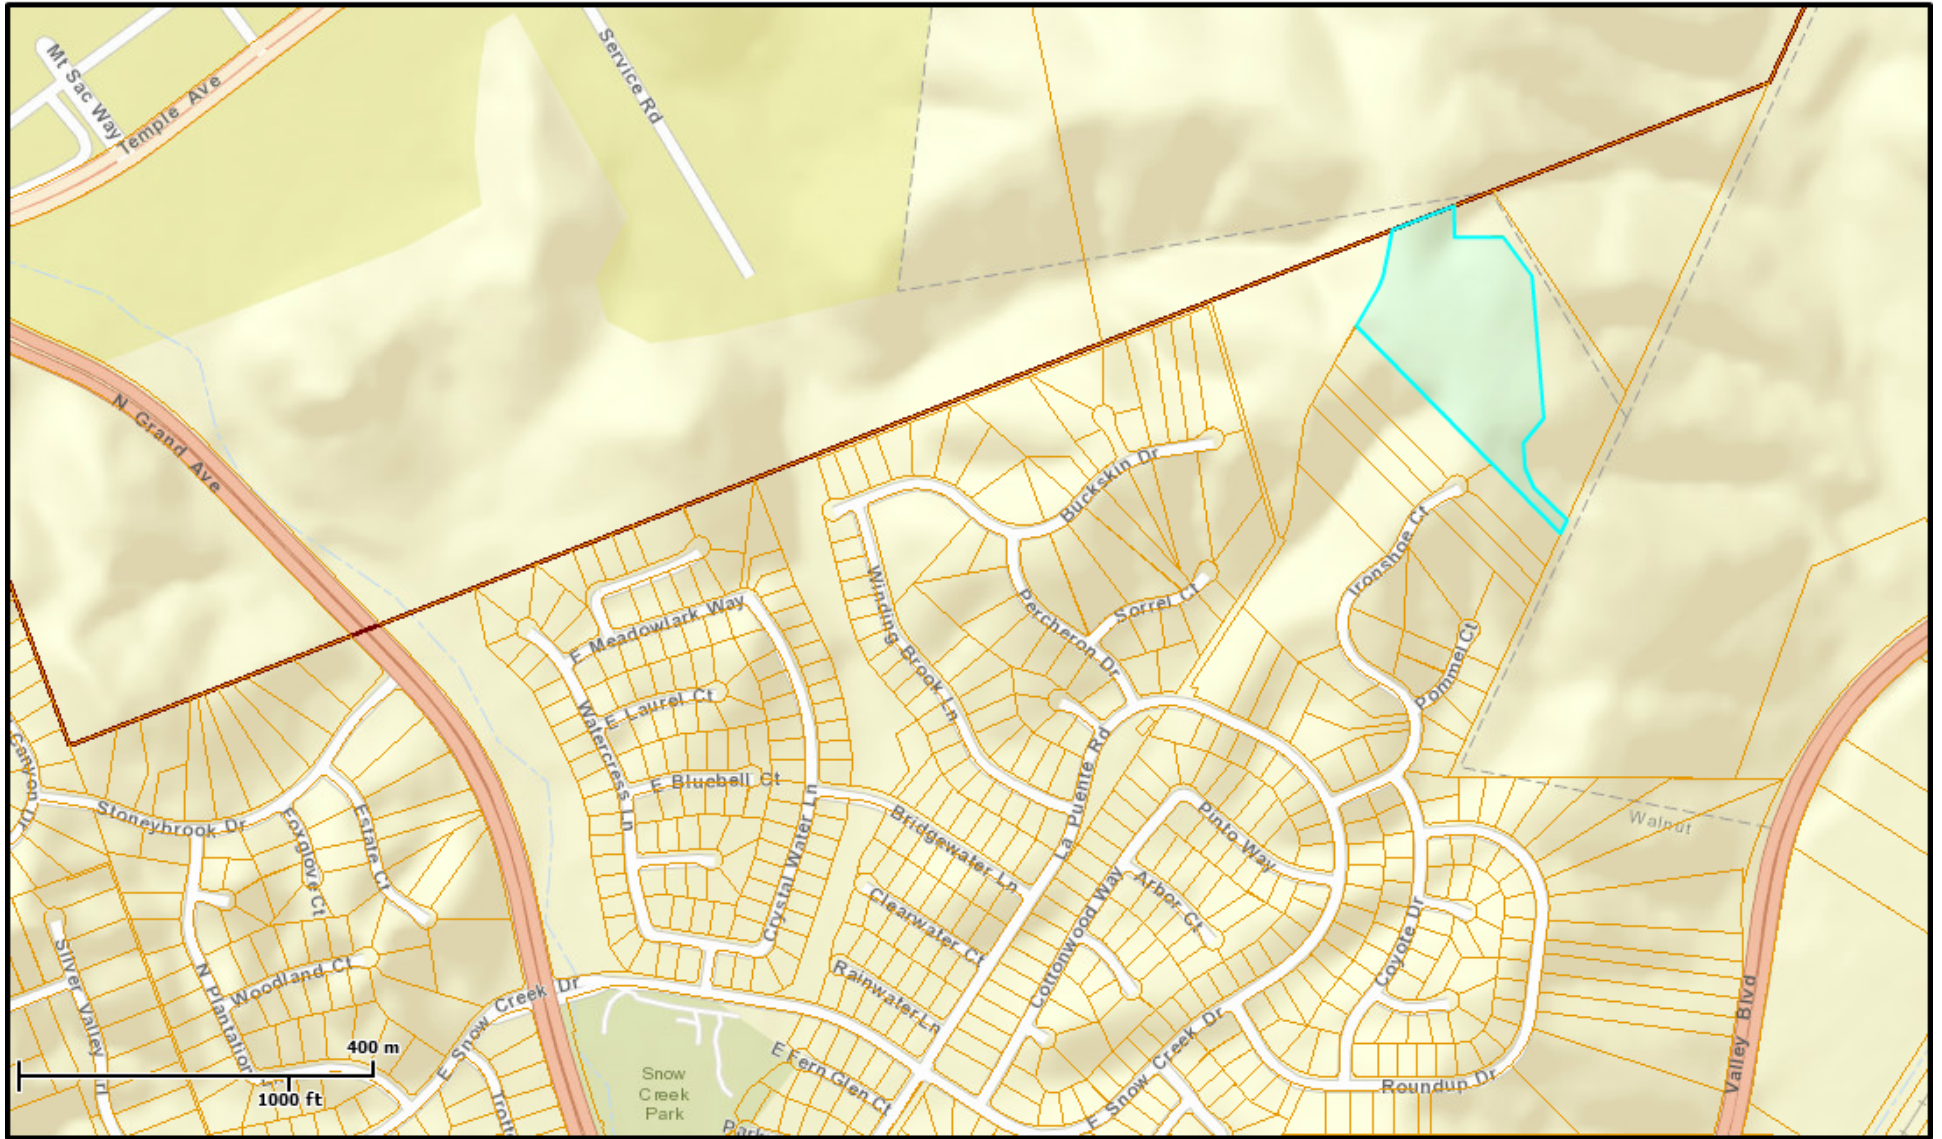 Mt Sac Way
Temple Ave
Service Rd
N Grand Ave
Buckskin Dr
Ironshoe Ct
Winding Brook Ln
Percheron Dr
Sorrel Ct
E Meadowlark Way
Pommel Ct
E Laurel Ct
Watercress Ln
La Puente Rd
E Bluebell Ct
Canyon Dr
Stoneybrook Dr
Foxglove Ct
Estate Ct
Crystal Water Ln
Bridgewater Ln
Pinto Way
Walnut
Arbor Ct
Clearwater Ct
Cottonwood Way
Coyote Dr
Silver Valley
N Plantation
Woodland Ct
Rainwater Ln
E Snow Creek Dr
E Snow Creek Dr
Valley Blvd
400 m
1000 ft
Snow
Creek
Park
E Fern Glen Ct
Roundup Dr